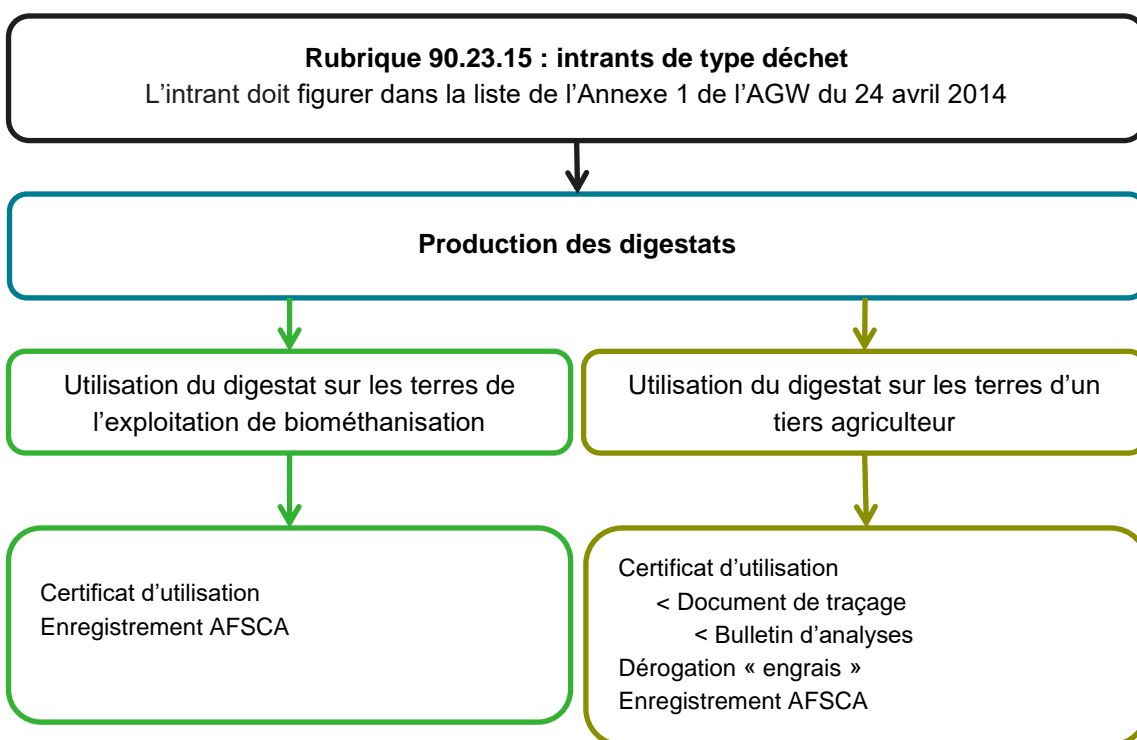 Rubrique 90.23.15 : intrants de type déchet
L’intrant doit figurer dans la liste de l’Annexe 1 de l’AGW du 24 avril 2014
Production des digestats
Utilisation du digestat sur les terres de
l’exploitation de biométhanisation
Utilisation du digestat sur les terres d’un
tiers agriculteur
Certificat d’utilisation
Enregistrement AFSCA
Certificat d’utilisation
< Document de traçage
< Bulletin d’analyses
Dérogation « engrais »
Enregistrement AFSCA